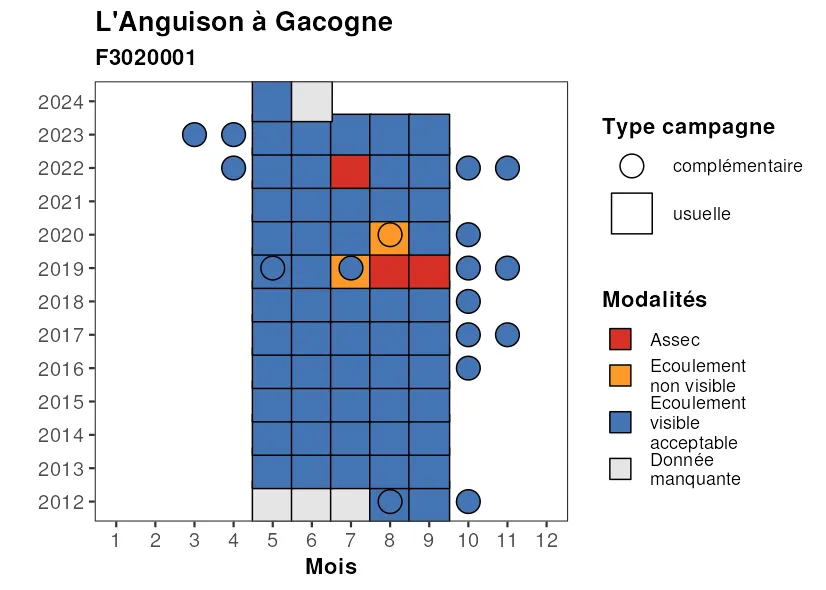 L'Anguison à Gacogne
F3020001
2024
2023
2022
2021
2020
2019
2018
2017
2016
2015
2014
2013
2012
1 2 3 4 5 6 7 8 9 10 11 12
Mois
Type campagne
complémentaire
usuelle
Modalités
Assec
Ecoulement
non visible
Ecoulement
visible
acceptable
Donnée
manquante